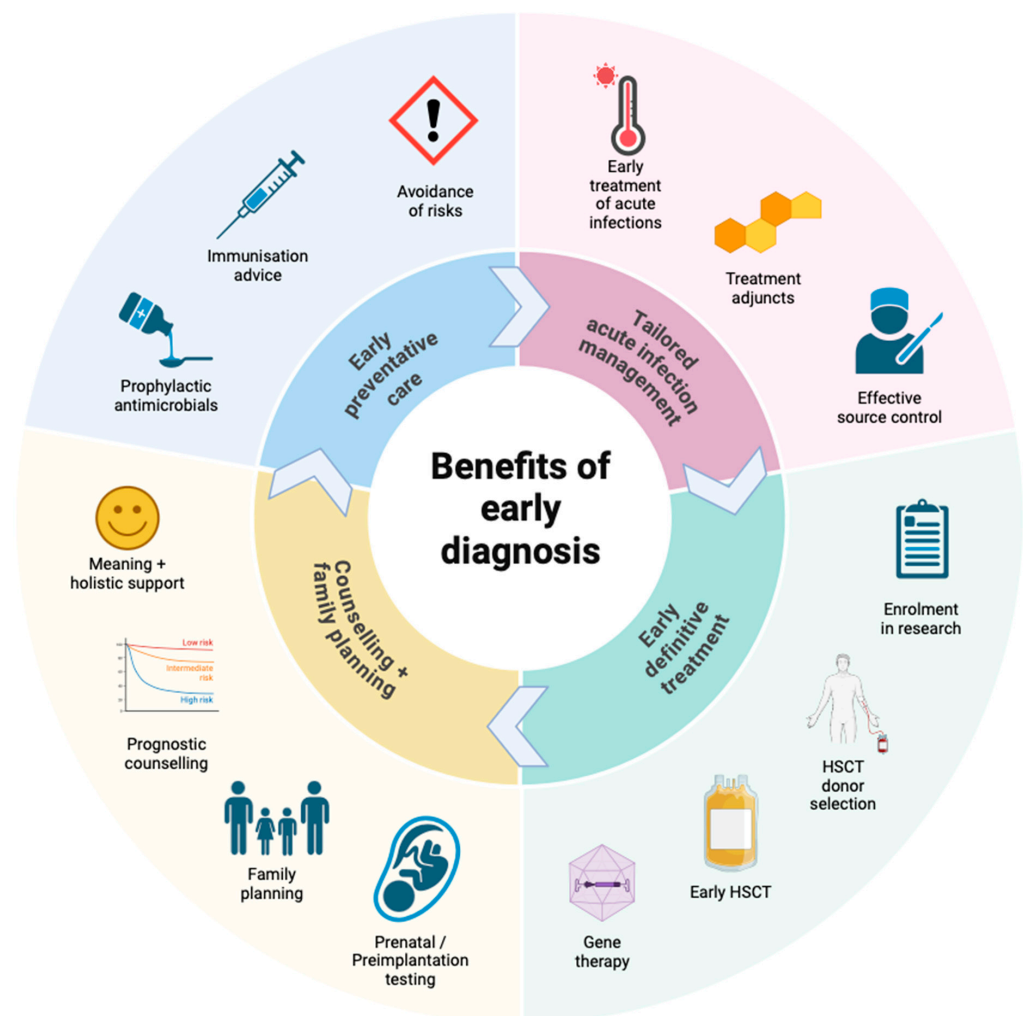 Benefits of
early
diagnosis
Early
preventative
care
Tailored
acute infection
management
Early
definitive
treatment
Counselling +
family planning
Avoidance
of risks
Immunisation
advice
Prophylactic
antimicrobials
Early
treatment
of acute
infections
Treatment
adjuncts
Effective
source control
Enrolment
in research
HSCT
donor
selection
Early HSCT
Gene
therapy
Prenatal /
Preimplantation
testing
Family
planning
Prognostic
counselling
Low risk
Intermediate
risk
High risk
Meaning +
holistic support